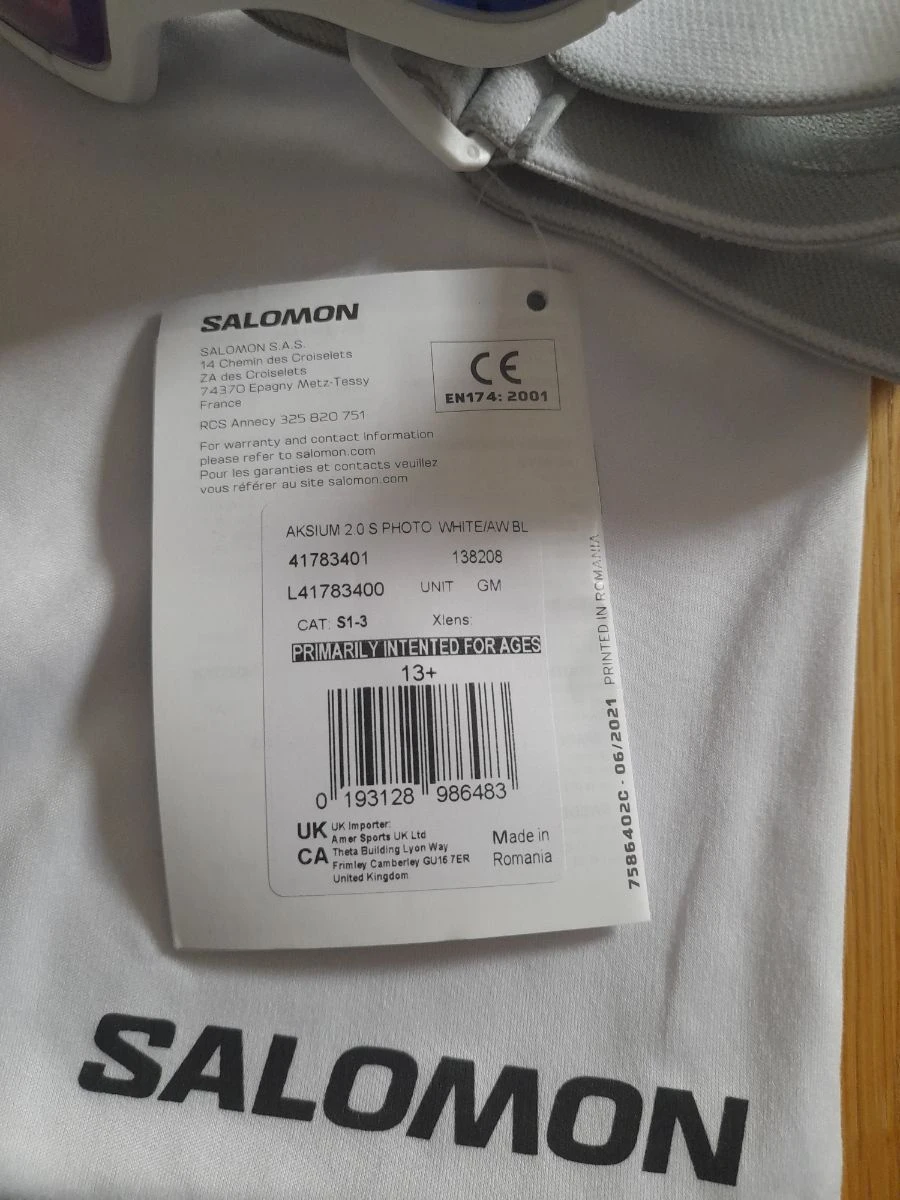 SALOMON
SALOMON S.A.S.
14 Chemin des Croiselets
ZA des Croiselets
74370 Epagny Metz-Tessy
France
RCS Annecy 325 820 751
For warranty and contact information
please refer to salomon.com
Pour les garanties et contacts veuillez
vous référer au site salomon.com
CE
EN174: 2001
AKSIUM 2.0 S PHOTO WHITE/AW BL
41783401 138208
L41783400 UNIT GM
CAT: S1-3 Xlens:
PRIMARILY INTENTED FOR AGES
13+
0 193128 986483
UK CA
UK Importer:
Amer Sports UK Ltd
Theta Building Lyon Way
Frimley Camberley GU16 7ER
United Kingdom
Made in
Romania
7586402C - 06/2021 PRINTED IN ROMANIA
SALOMON